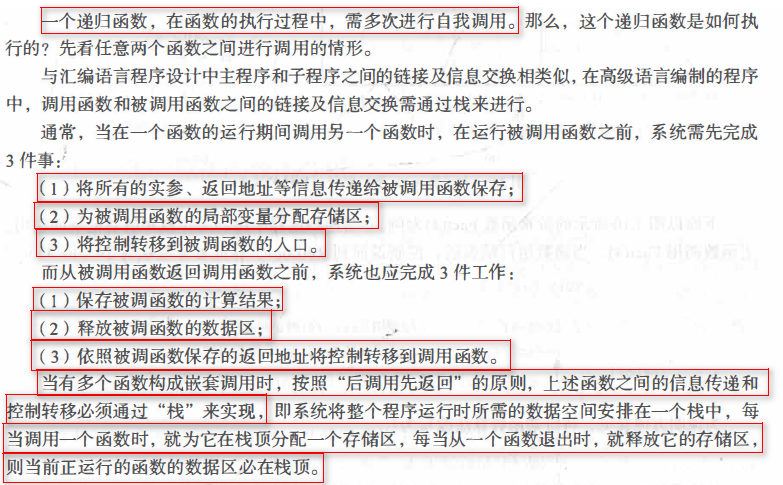 一个递归函数，在函数的执行过程中，需多次进行自我调用。那么，这个递归函数是如何执
行的？先看任意两个函数之间进行调用的情形。
与汇编语言程序设计中主程序和子程序之间的链接及信息交换相类似，在高级语言编制的程序
中，调用函数和被调用函数之间的链接及信息交换需通过栈来进行。
通常，当在一个函数的运行期间调用另一个函数时，在运行被调用函数之前，系统需先完成
3 件事：
（1）将所有的实参、返回地址等信息传递给被调用函数保存；
（2）为被调用函数的局部变量分配存储区；
（3）将控制转移到被调函数的入口。
而从被调用函数返回调用函数之前，系统也应完成 3 件工作：
（1）保存被调函数的计算结果；
（2）释放被调函数的数据区；
（3）依照被调函数保存的返回地址将控制转移到调用函数。
当有多个函数构成嵌套调用时，按照“后调用先返回”的原则，上述函数之间的信息传递和
控制转移必须通过“栈”来实现，即系统将整个程序运行时所需的数据空间安排在一个栈中，每
当调用一个函数时，就为它在栈顶分配一个存储区，每当从一个函数退出时，就释放它的存储区，
则当前正运行的函数的数据区必在栈顶。